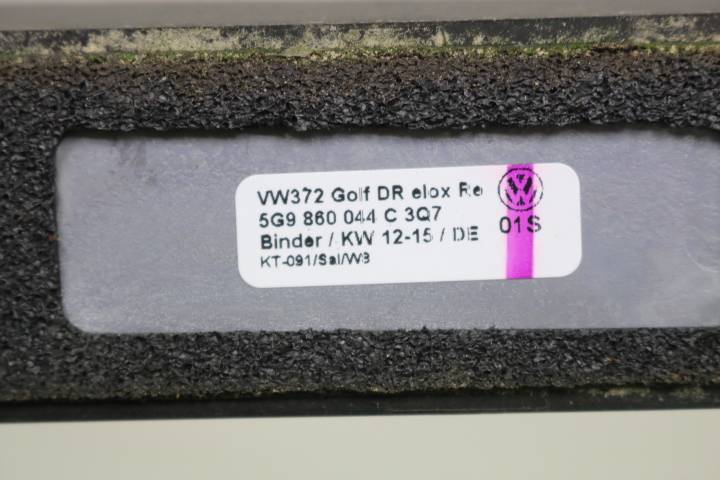 VW372 Golf DR elox Re
5G9 860 044 C 3Q7
01S
Binder / KW 12-15 / DE
KT-091/Sal/W3